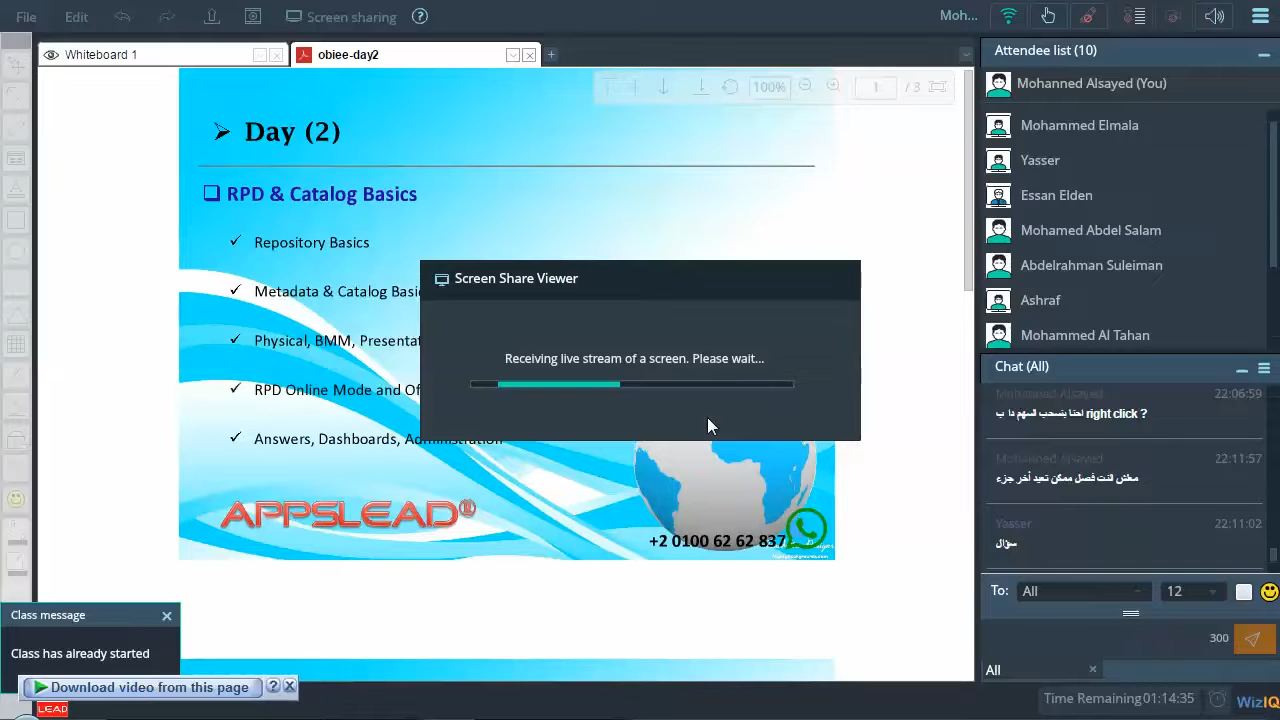 File
Edit
Screen sharing
Moh...
Whiteboard 1
obiee-day2
100%
1
/ 3
Day (2)
RPD & Catalog Basics
Repository Basics
Metadata & Catalog Basi
Physical, BMM, Presenta
RPD Online Mode and Of
Answers, Dashboards, Administration
APPSLEAD®
+2 0100 62 62 837
Screen Share Viewer
Receiving live stream of a screen. Please wait...
Class message
Class has already started
Download video from this page
LEAD
Attendee list (10)
Mohanned Alsayed (You)
Mohammed Elmala
Yasser
Essan Elden
Mohamed Abdel Salam
Abdelrahman Suleiman
Ashraf
Mohammed Al Tahan
Chat (All)
Mohanned Alsayed 22:06:59
احنا بنسحب السهم دا ب right click ?
Mohanned Alsayed 22:11:57
معلش النت فصل ممكن تعيد أخر جزء
Yasser 22:11:02
سؤال
To: All 12
300
All
Time Remaining 01:14:35
WizIQ